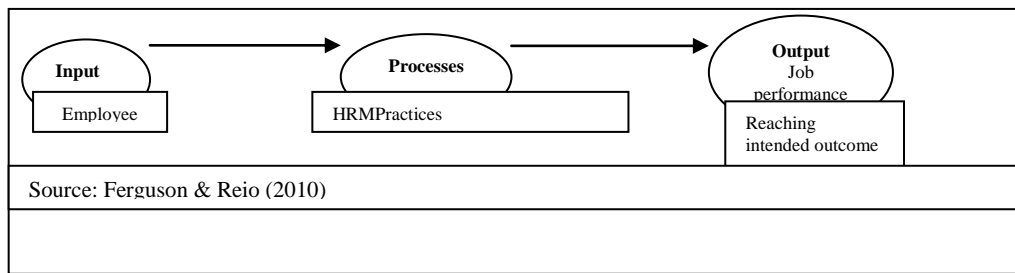 Input
Employee
Processes
HRMPractices
Output
Job
performance
Reaching
intended outcome
Source: Ferguson & Reio (2010)